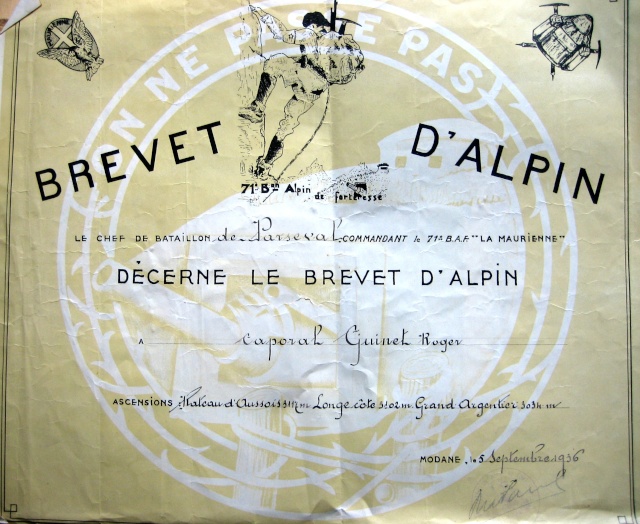 ON NE PASSE PAS
BREVET D'ALPIN
71e Bon Alpin
de forteresse
LE CHEF DE BATAILLON de Parseval, COMMANDANT le 71e B.A.F. "LA MAURIENNE"
DÉCERNE LE BREVET D'ALPIN
A Caporal Guinet Roger
ASCENSIONS Plateau d'Aussois m Longe côte m Grand Argentier m
MODANE, le 5 Septembre 1936